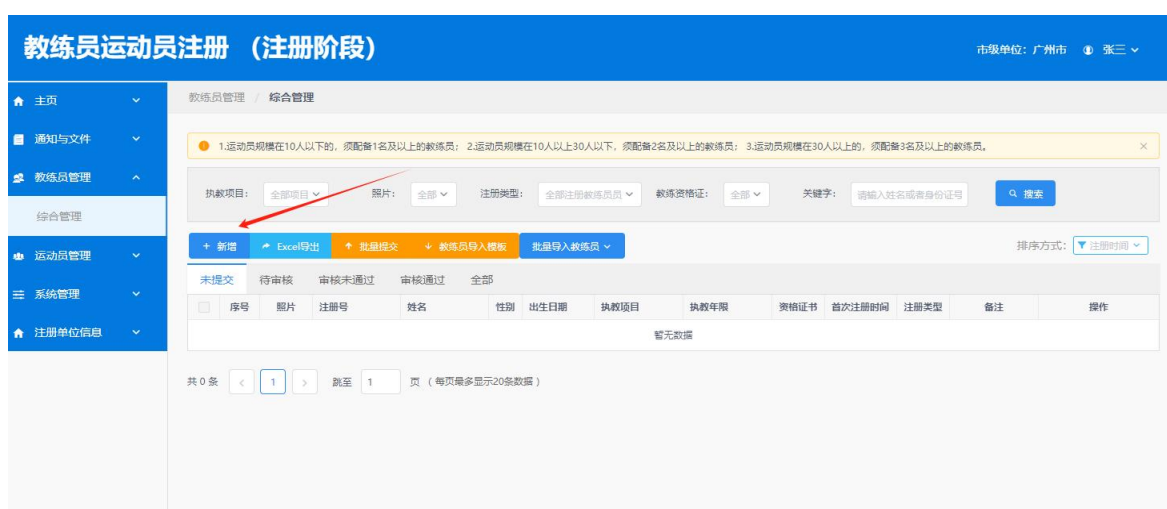 教练员运动员注册 （注册阶段）
市级单位：广州市 张三
主页
通知与文件
教练员管理
综合管理
运动员管理
系统管理
注册单位信息
教练员管理 / 综合管理
1.运动员规模在10人以下的，须配备1名及以上的教练员； 2.运动员规模在10人以上30人以下，须配备2名及以上的教练员； 3.运动员规模在30人以上的，须配备3名及以上的教练员。
执教项目： 全部项目 照片： 全部 注册类型： 全部注册教练员员 教练资格证： 全部 关键字： 请输入姓名或者身份证号 搜索
+ 新增 Excel导出 批量提交 教练员导入模板 批量导入教练员 排序方式： 注册时间
未提交 待审核 审核未通过 审核通过 全部
序号 照片 注册号 姓名 性别 出生日期 执教项目 执教年限 资格证书 首次注册时间 注册类型 备注 操作
暂无数据
共 0 条 < 1 > 跳至 1 页 ( 每页最多显示20条数据 )